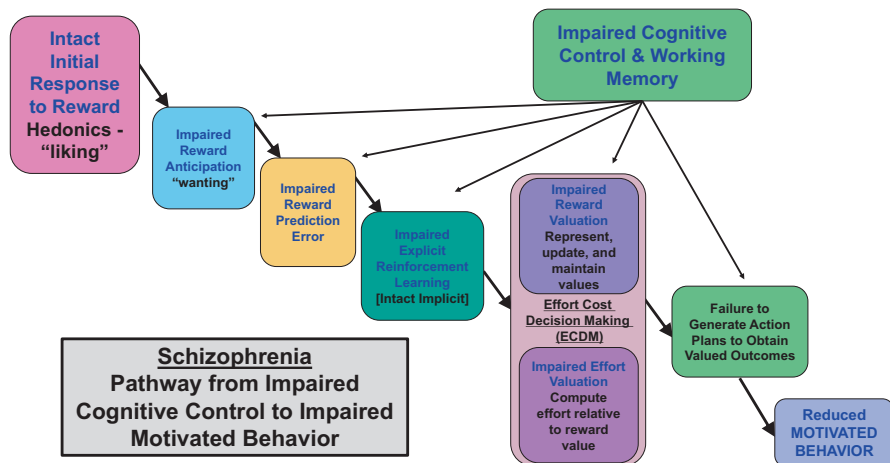 Intact
Initial
Response
to Reward
Hedonics -
“liking”
Impaired Cognitive
Control & Working
Memory
Impaired
Reward
Anticipation
“wanting”
Impaired
Reward
Prediction
Error
Impaired
Explicit
Reinforcement
Learning
[Intact Implicit]
Impaired
Reward
Valuation
Represent,
update, and
maintain
values
Effort Cost
Decision Making
(ECDM)
Impaired Effort
Valuation
Compute
effort relative
to reward
value
Failure to
Generate Action
Plans to Obtain
Valued Outcomes
Reduced
MOTIVATED
BEHAVIOR
Schizophrenia
Pathway from Impaired
Cognitive Control to Impaired
Motivated Behavior